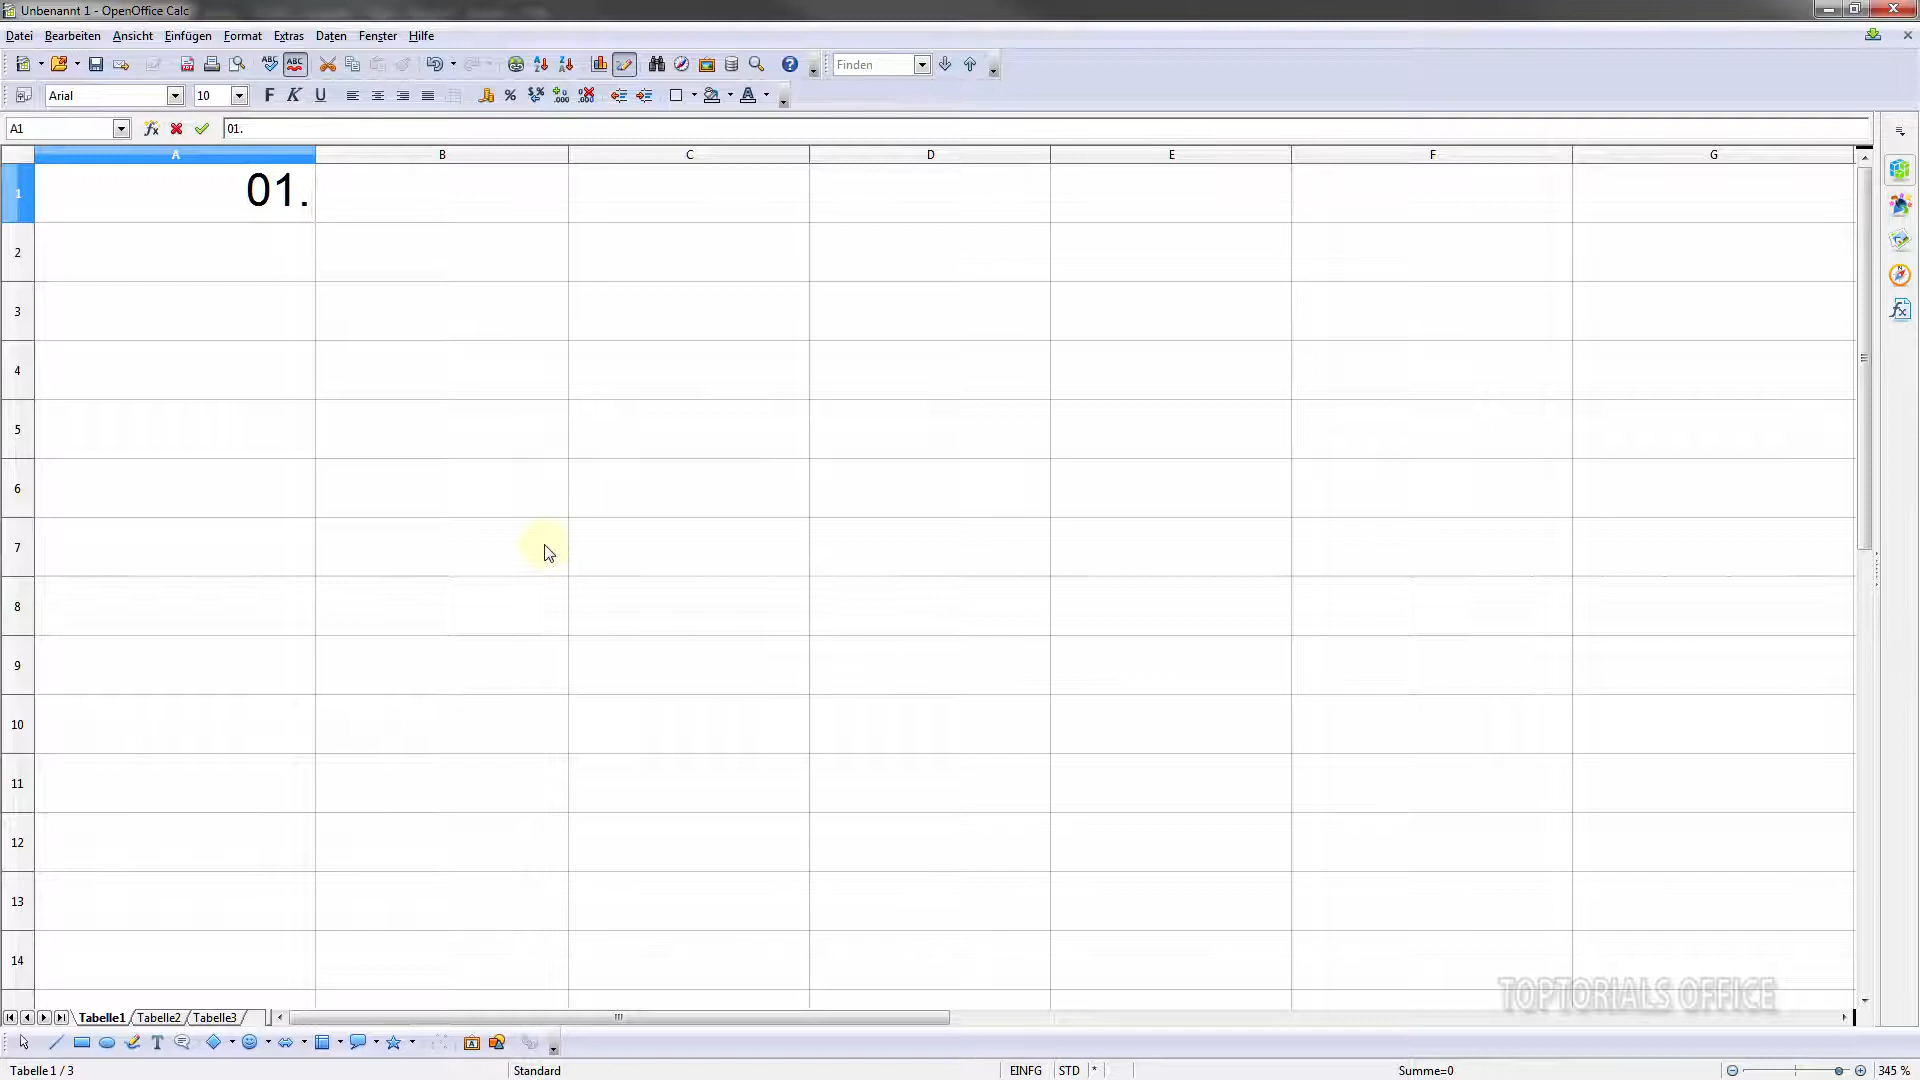 Unbenannt 1 - OpenOffice Calc
Datei Bearbeiten Ansicht Einfügen Format Extras Daten Fenster Hilfe
ABC ABC Finden
Arial 10 F K U
A1 01.
A B C D E F G
1 01.
2
3
4
5
6
7
8
9
10
11
12
13
14
TOPTORIALS OFFICE
Tabelle1 Tabelle2 Tabelle3
Tabelle 1 / 3 Standard EINFG STD * Summe=0 345 %